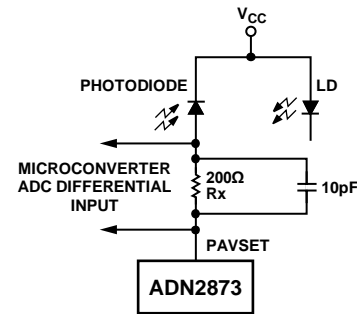 VCC
PHOTODIODE
LD
MICROCONVERTER
ADC DIFFERENTIAL
INPUT
200Ω
Rx
10pF
PAVSET
ADN2873